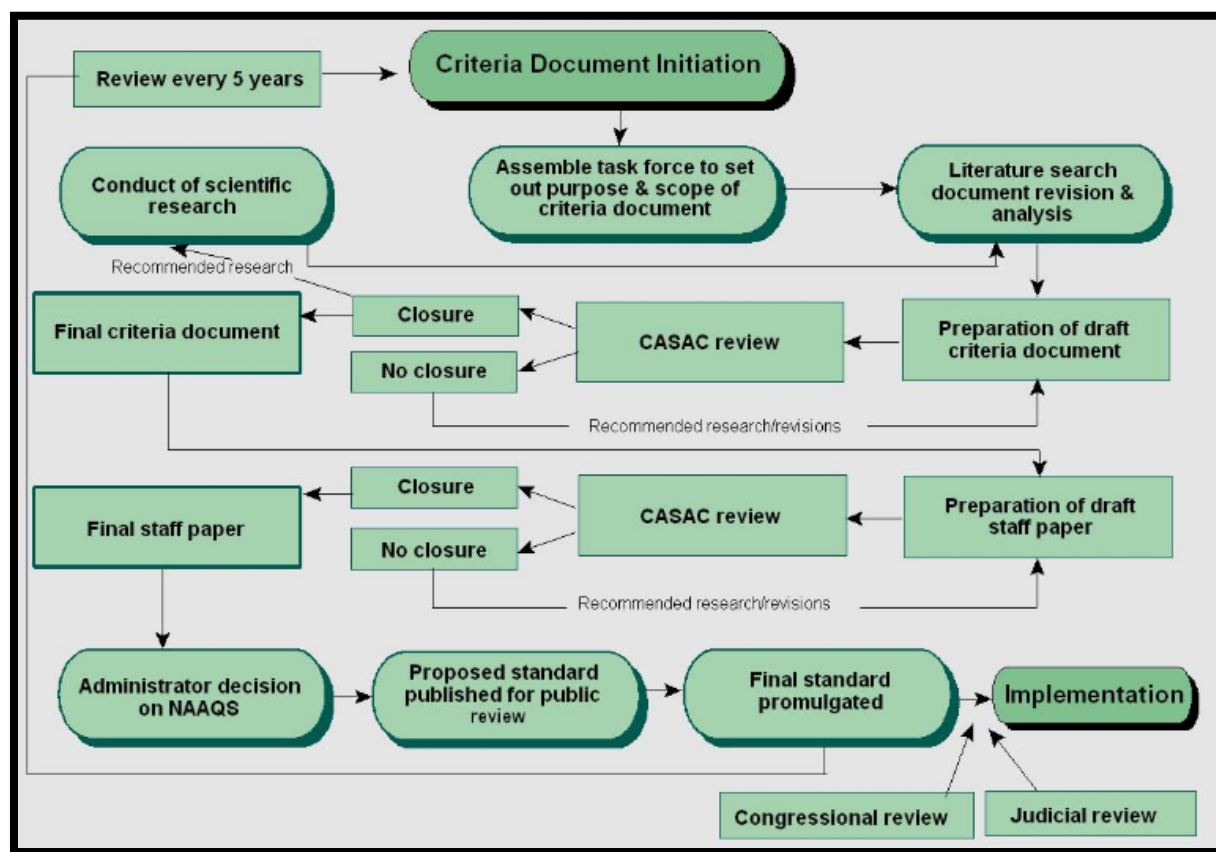 Review every 5 years
Criteria Document Initiation
Conduct of scientific
research
Assemble task force to set
out purpose & scope of
criteria document
Literature search
document revision &
analysis
Recommended research
Final criteria document
Closure
No closure
CASAC review
Preparation of draft
criteria document
Recommended research/revisions
Final staff paper
Closure
No closure
CASAC review
Preparation of draft
staff paper
Recommended research/revisions
Administrator decision
on NAAQS
Proposed standard
published for public
review
Final standard
promulgated
Implementation
Congressional review
Judicial review